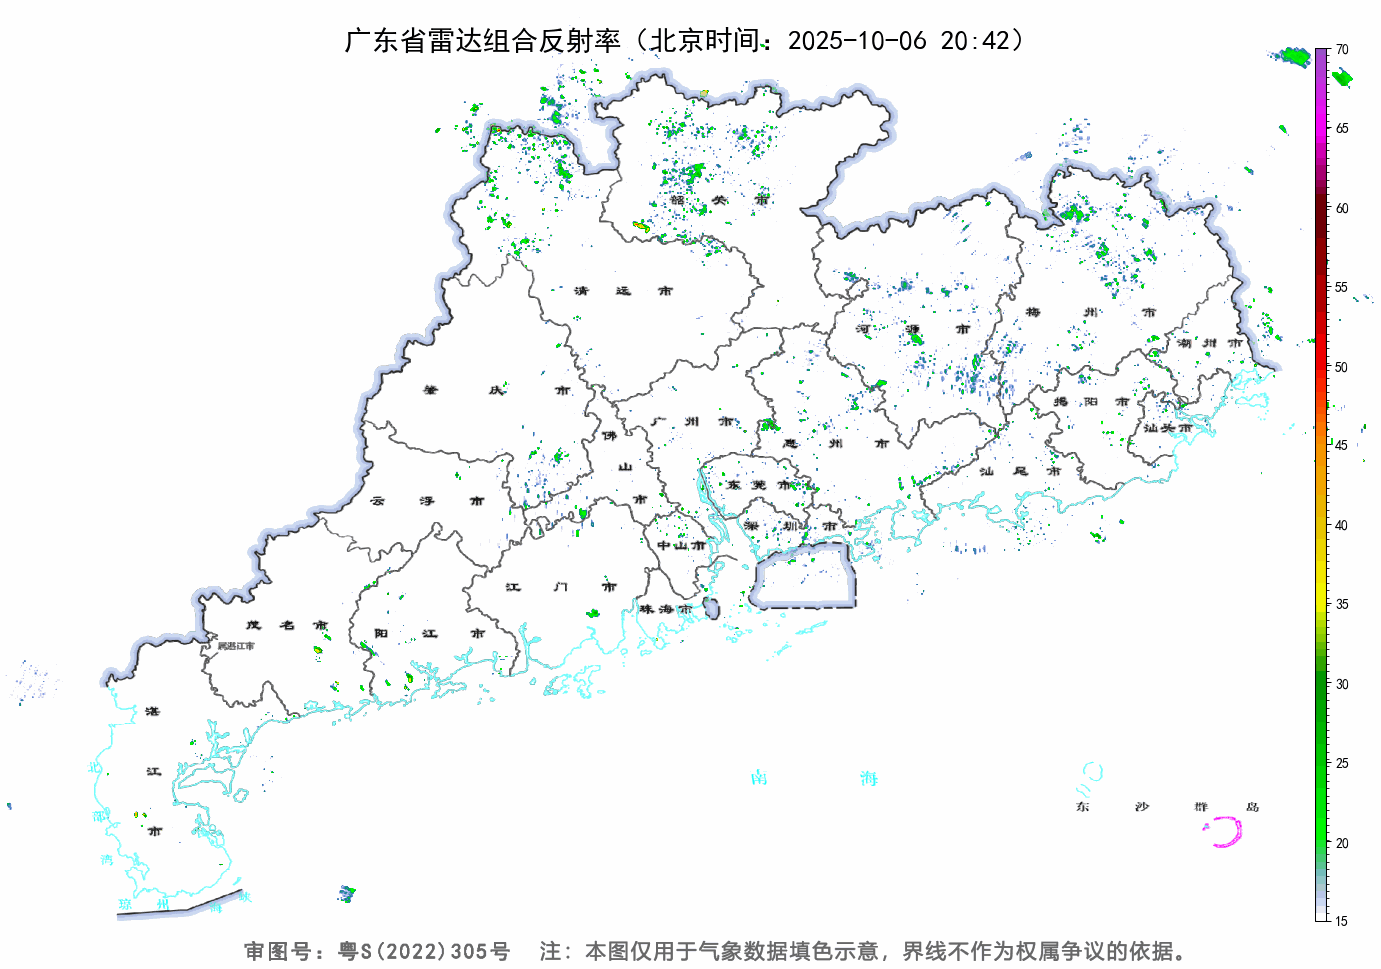 广东省雷达组合反射率（北京时间：2025-10-06 20:42）
70
65
60
55
50
45
40
35
30
25
20
15
韶关市
清远市
河源市
梅州市
潮州市
肇庆市
广州市
惠州市
揭阳市
汕头市
汕尾市
佛山市
东莞市
云浮市
深圳市
中山市
江门市
珠海市
茂名市
阳江市
属湛江市
湛江市
北部湾
琼州海峡
南海
东沙群岛
审图号：粤S(2022)305号 注：本图仅用于气象数据填色示意，界线不作为权属争议的依据。